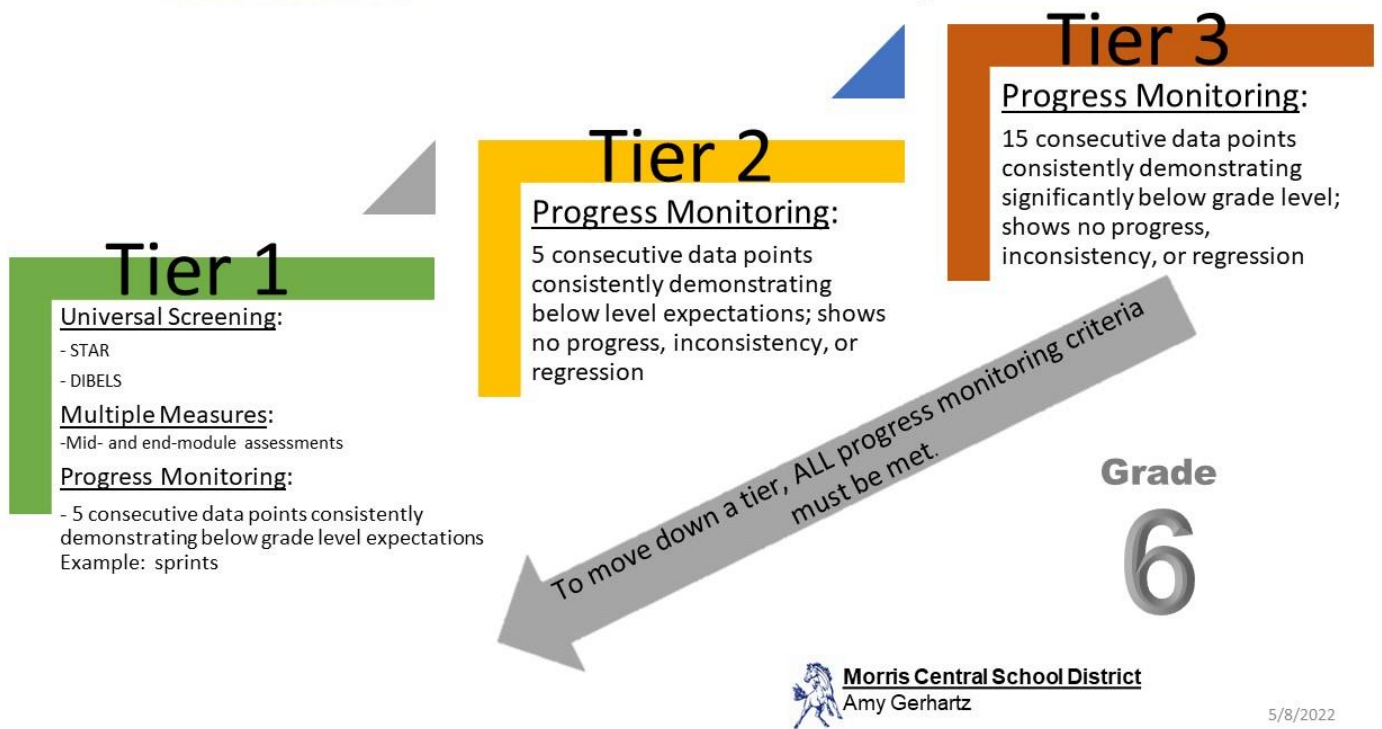 Tier 1
Universal Screening:
- STAR
- DIBELS
Multiple Measures:
-Mid- and end-module assessments
Progress Monitoring:
- 5 consecutive data points consistently
demonstrating below grade level expectations
Example: sprints
Tier 2
Progress Monitoring:
5 consecutive data points
consistently demonstrating
below level expectations; shows
no progress, inconsistency, or
regression
Tier 3
Progress Monitoring:
15 consecutive data points
consistently demonstrating
significantly below grade level;
shows no progress,
inconsistency, or regression
To move down a tier, ALL progress monitoring criteria
must be met.
Grade
6
Morris Central School District
Amy Gerhartz
5/8/2022